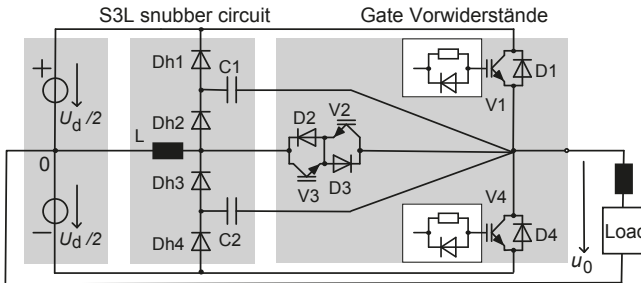 S3L snubber circuit
Gate Vorwiderstände
Dh1
C1
D1
V1
+
Ud /2
D2
V2
L
Dh2
0
Dh3
V3
D3
V4
−
Ud /2
C2
Dh4
D4
u0
Load